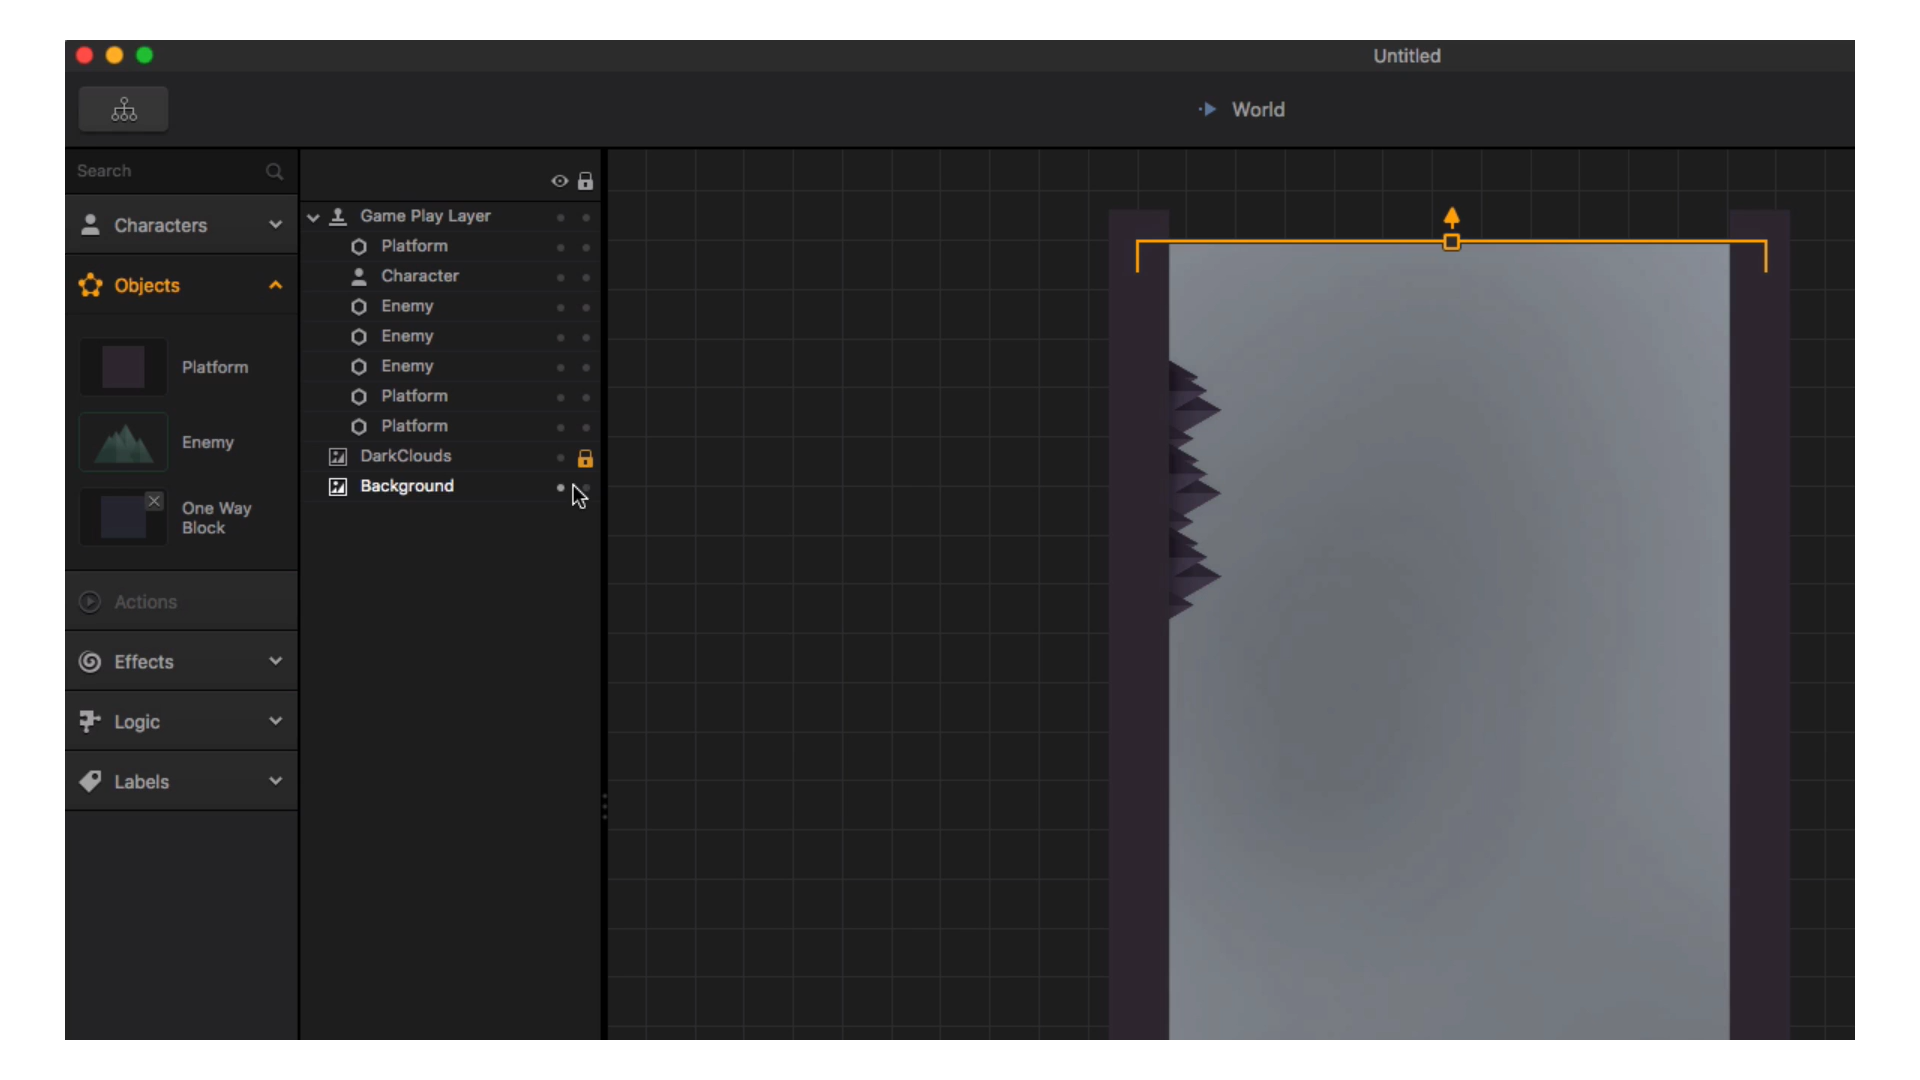 Untitled
World
Search
Characters
Objects
Platform
Enemy
One Way
Block
Actions
Effects
Logic
Labels
Game Play Layer
Platform
Character
Enemy
Enemy
Enemy
Platform
Platform
DarkClouds
Background